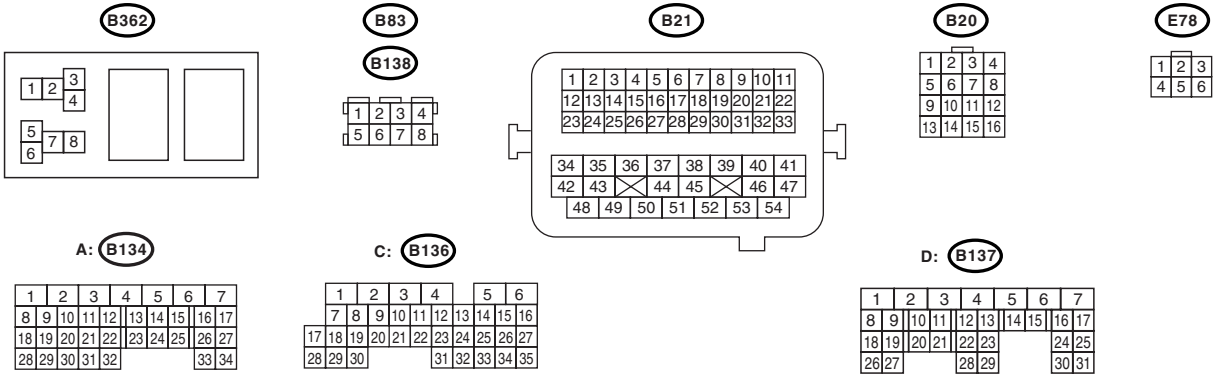 B362
B83
B21
B20
E78
B138
1 2 3
4
5
6 7 8
1 2 3 4
5 6 7 8
1 2 3 4 5 6 7 8 9 10 11
12 13 14 15 16 17 18 19 20 21 22
23 24 25 26 27 28 29 30 31 32 33
34 35 36 37 38 39 40 41
42 43 44 45 46 47
48 49 50 51 52 53 54
1 2 3 4
5 6 7 8
9 10 11 12
13 14 15 16
1 2 3
4 5 6
A: B134
C: B136
D: B137
1 2 3 4 5 6 7
8 9 10 11 12 13 14 15 16 17
18 19 20 21 22 23 24 25 26 27
28 29 30 31 32 33 34
1 2 3 4 5 6
7 8 9 10 11 12 13 14 15 16
17 18 19 20 21 22 23 24 25 26 27
28 29 30 31 32 33 34 35
1 2 3 4 5 6 7
8 9 10 11 12 13 14 15 16 17
18 19 20 21 22 23 24 25
26 27 28 29 30 31